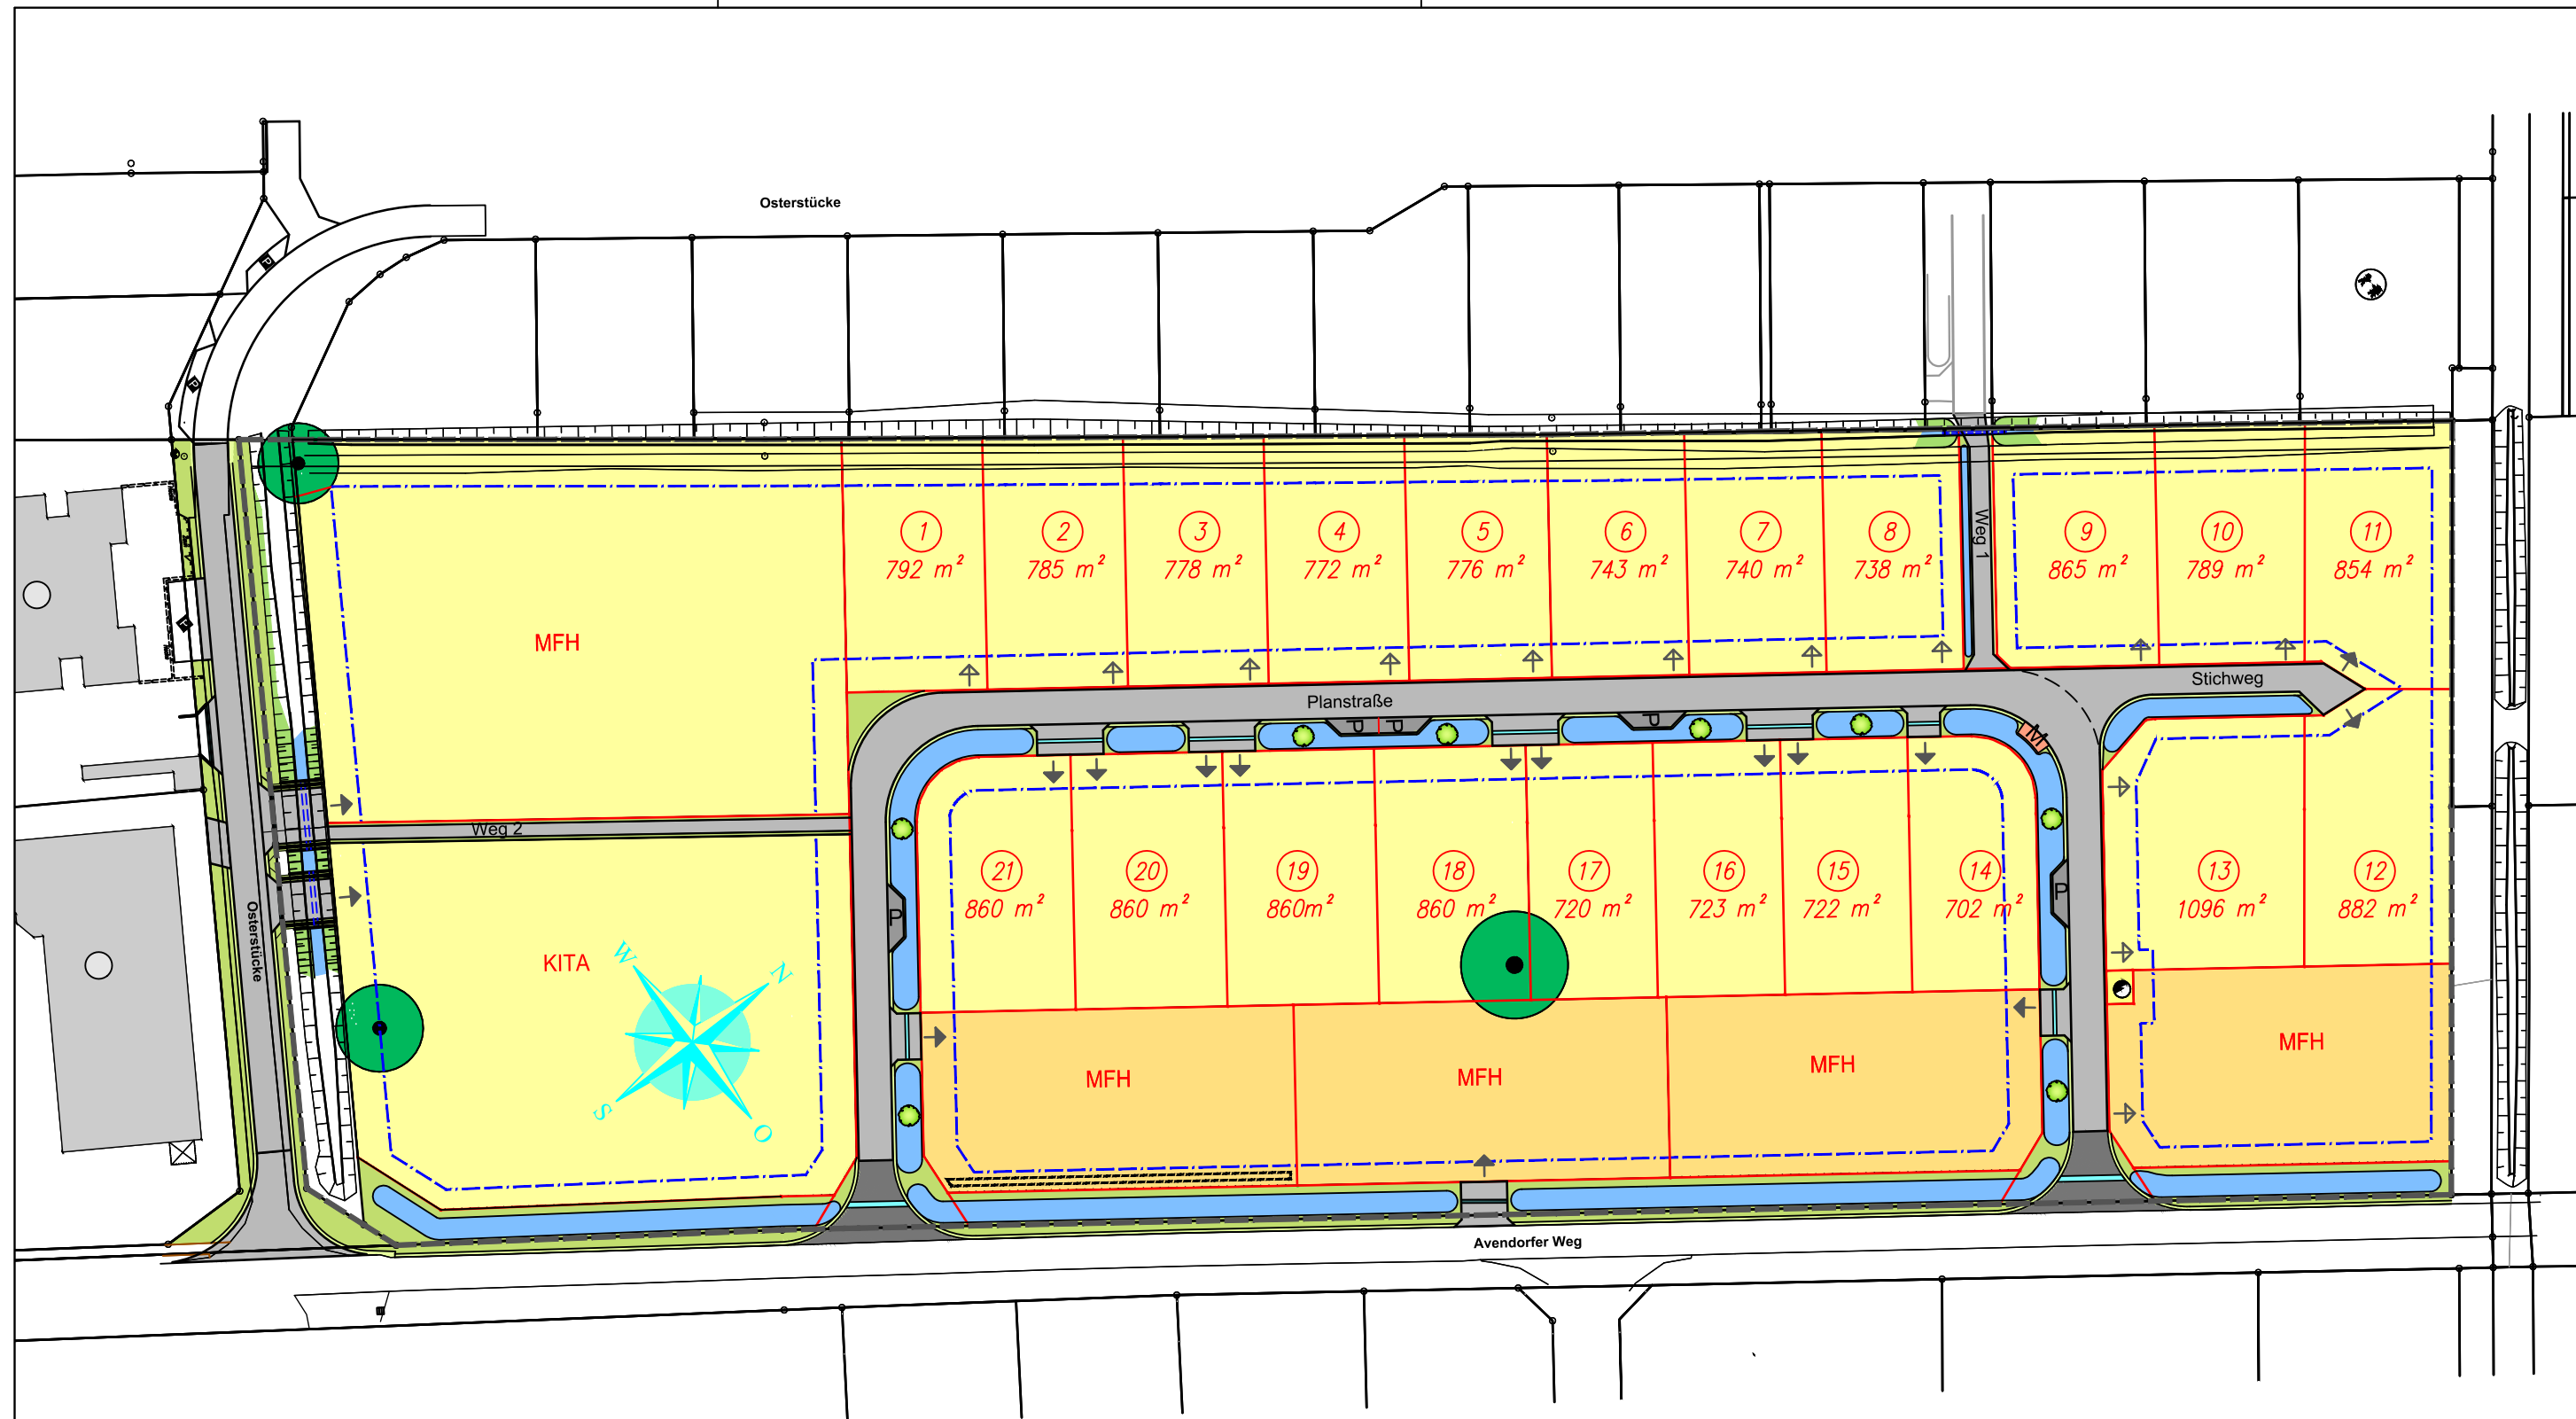 Osterstücke
P
P
P
MFH
1
792 m²
2
785 m²
3
778 m²
4
772 m²
5
776 m²
6
743 m²
7
740 m²
8
738 m²
Weg 1
9
865 m²
10
789 m²
11
854 m²
Planstraße
Stichweg
P
P
P
M
Weg 2
Osterstücke
KITA
W
N
S
O
P
21
860 m²
20
860 m²
19
860m²
18
860 m²
17
720 m²
16
723 m²
15
722 m²
14
702 m²
P
13
1096 m²
12
882 m²
MFH
MFH
MFH
MFH
Avendorfer Weg